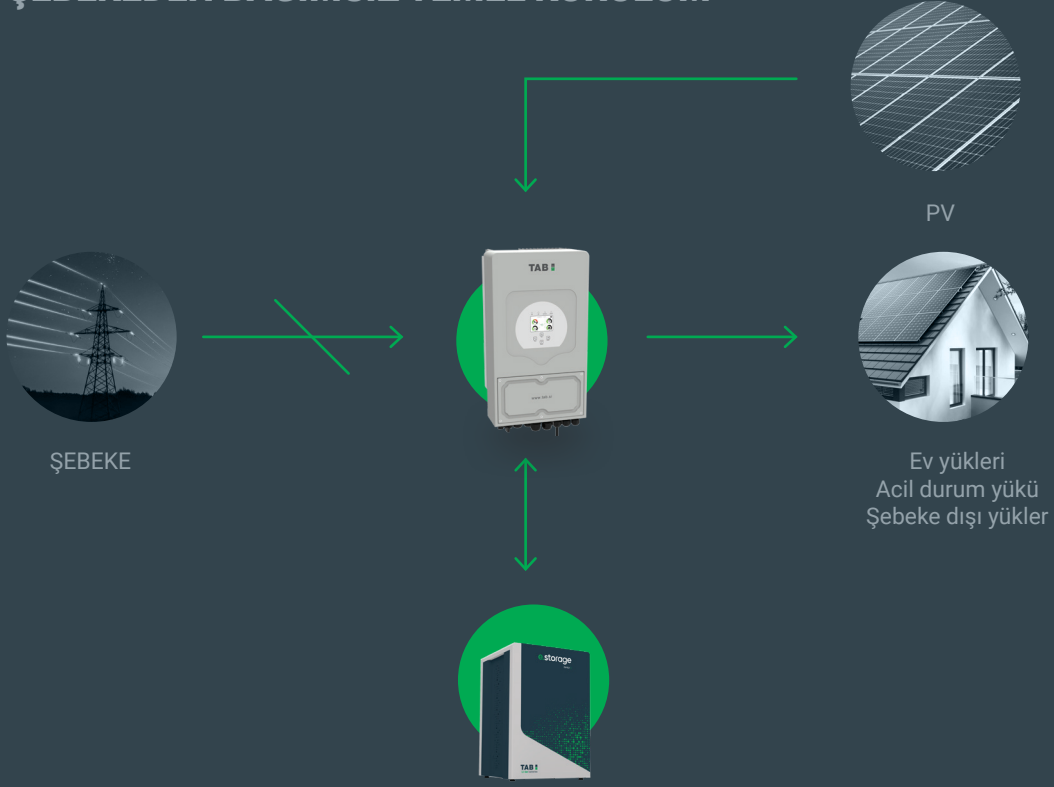 PV
TAB
ŞEBEKE
Ev yükleri
Acil durum yükü
Şebeke dışı yükler
storage
TAB